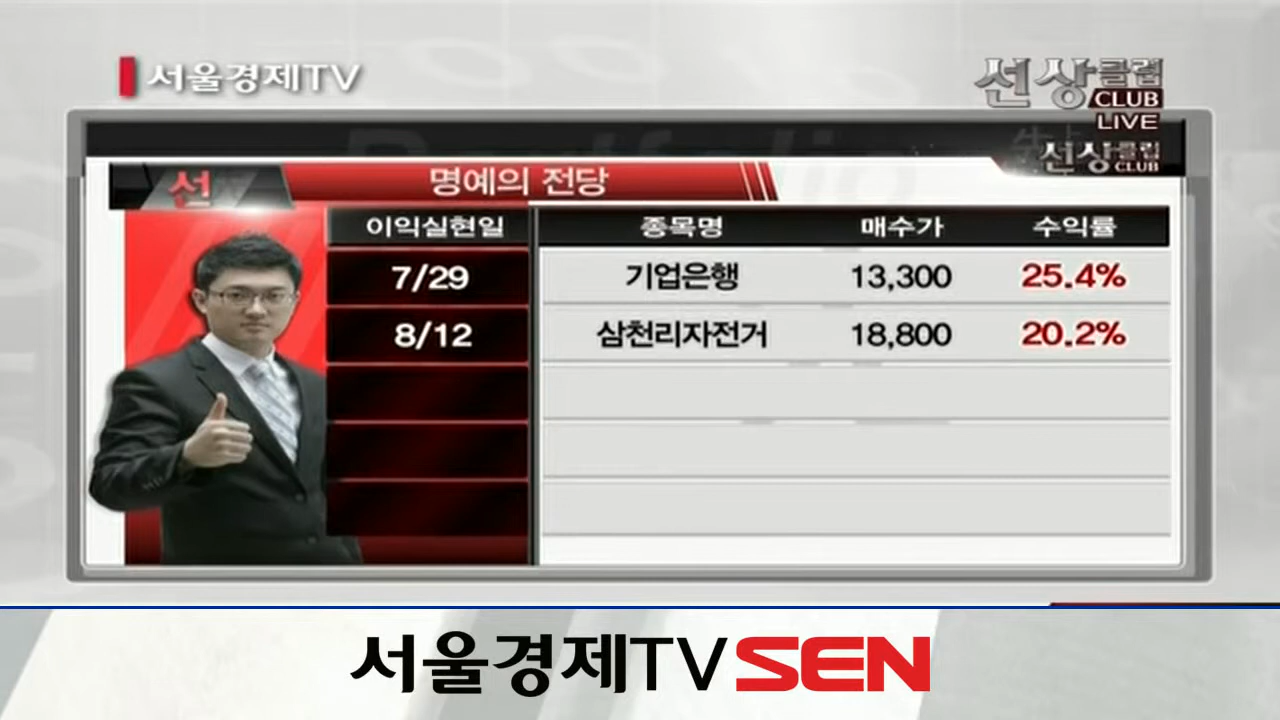 서울경제TV
선상클럽
CLUB
LIVE
선상클럽
CLUB
선
명예의 전당
이익실현일 종목명 매수가 수익률
7/29 기업은행 13,300 25.4%
8/12 삼천리자전거 18,800 20.2%
서울경제TV SEN